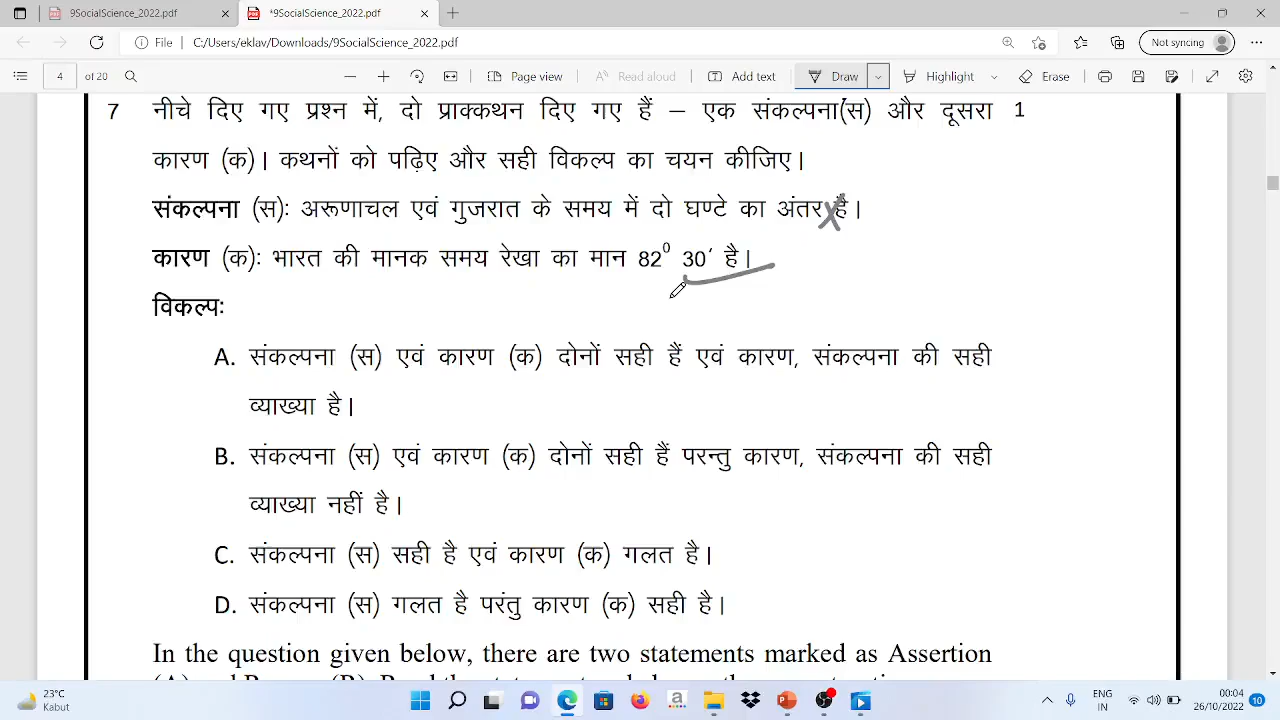 9SocialScience_2022.pdf
*9SocialScience_2022.pdf
File C:/Users/eklav/Downloads/9SocialScience_2022.pdf
Not syncing
4 of 20 Page view Read aloud Add text Draw Highlight Erase
7 नीचे दिए गए प्रश्न में, दो प्राक्कथन दिए गए हैं – एक संकल्पना(स) और दूसरा 1
कारण (क)। कथनों को पढ़िए और सही विकल्प का चयन कीजिए।
संकल्पना (स): अरूणाचल एवं गुजरात के समय में दो घण्टे का अंतर है।
कारण (क): भारत की मानक समय रेखा का मान 82⁰ 30′ है।
विकल्प:
A. संकल्पना (स) एवं कारण (क) दोनों सही हैं एवं कारण, संकल्पना की सही
व्याख्या है।
B. संकल्पना (स) एवं कारण (क) दोनों सही हैं परन्तु कारण, संकल्पना की सही
व्याख्या नहीं है।
C. संकल्पना (स) सही है एवं कारण (क) गलत है।
D. संकल्पना (स) गलत है परंतु कारण (क) सही है।
In the question given below, there are two statements marked as Assertion
23°C
Kabut
ENG
IN
00:04
26/10/2022
10